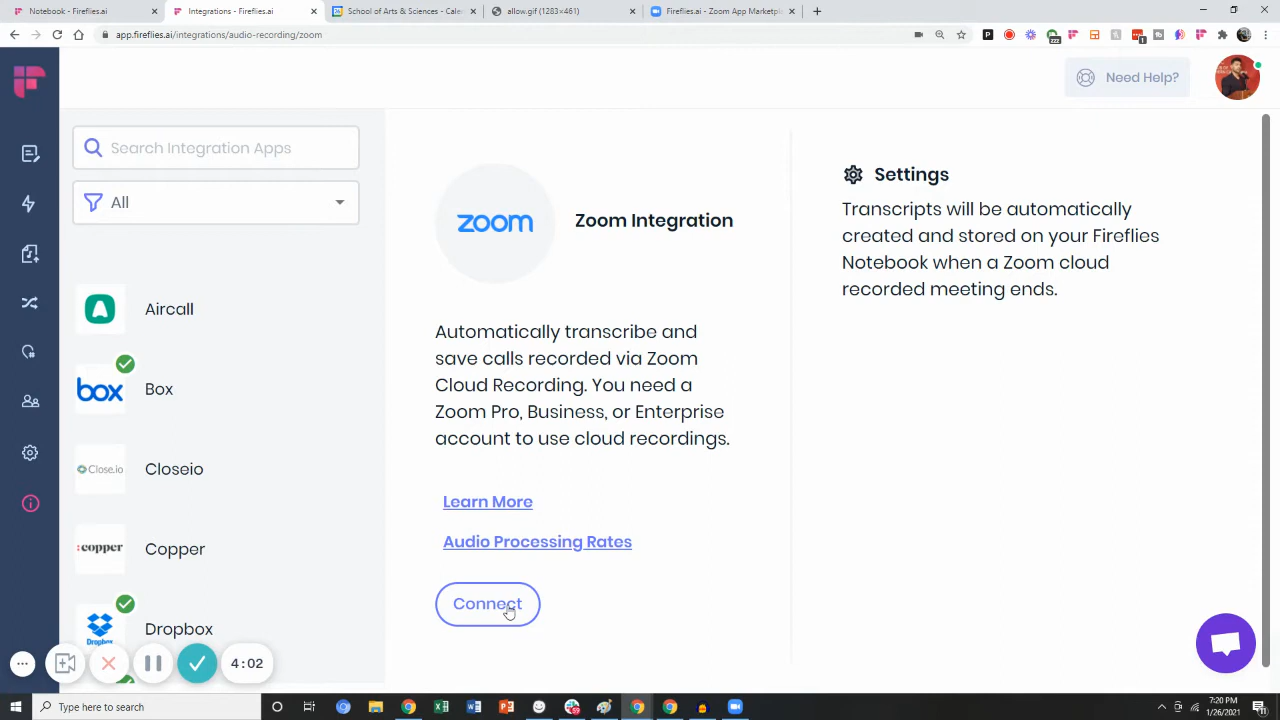 Notebook - Fireflies.ai
Integrations - Fireflies.ai
School of Arts & Sciences - Cale
allow.gif (1283×461)
Fireflies.ai - Zoom App Marketpl
app.fireflies.ai/integrations/audio-recording/zoom
Need Help?
Search Integration Apps
All
Aircall
box
Box
Close.io
Closeio
:copper
Copper
Dropbox
Dropbox
zoom
Zoom Integration
Automatically transcribe and
save calls recorded via Zoom
Cloud Recording. You need a
Zoom Pro, Business, or Enterprise
account to use cloud recordings.
Learn More
Audio Processing Rates
Connect
Settings
Transcripts will be automatically
created and stored on your Fireflies
Notebook when a Zoom cloud
recorded meeting ends.
4:02
Type here to search
7:20 PM
1/26/2021